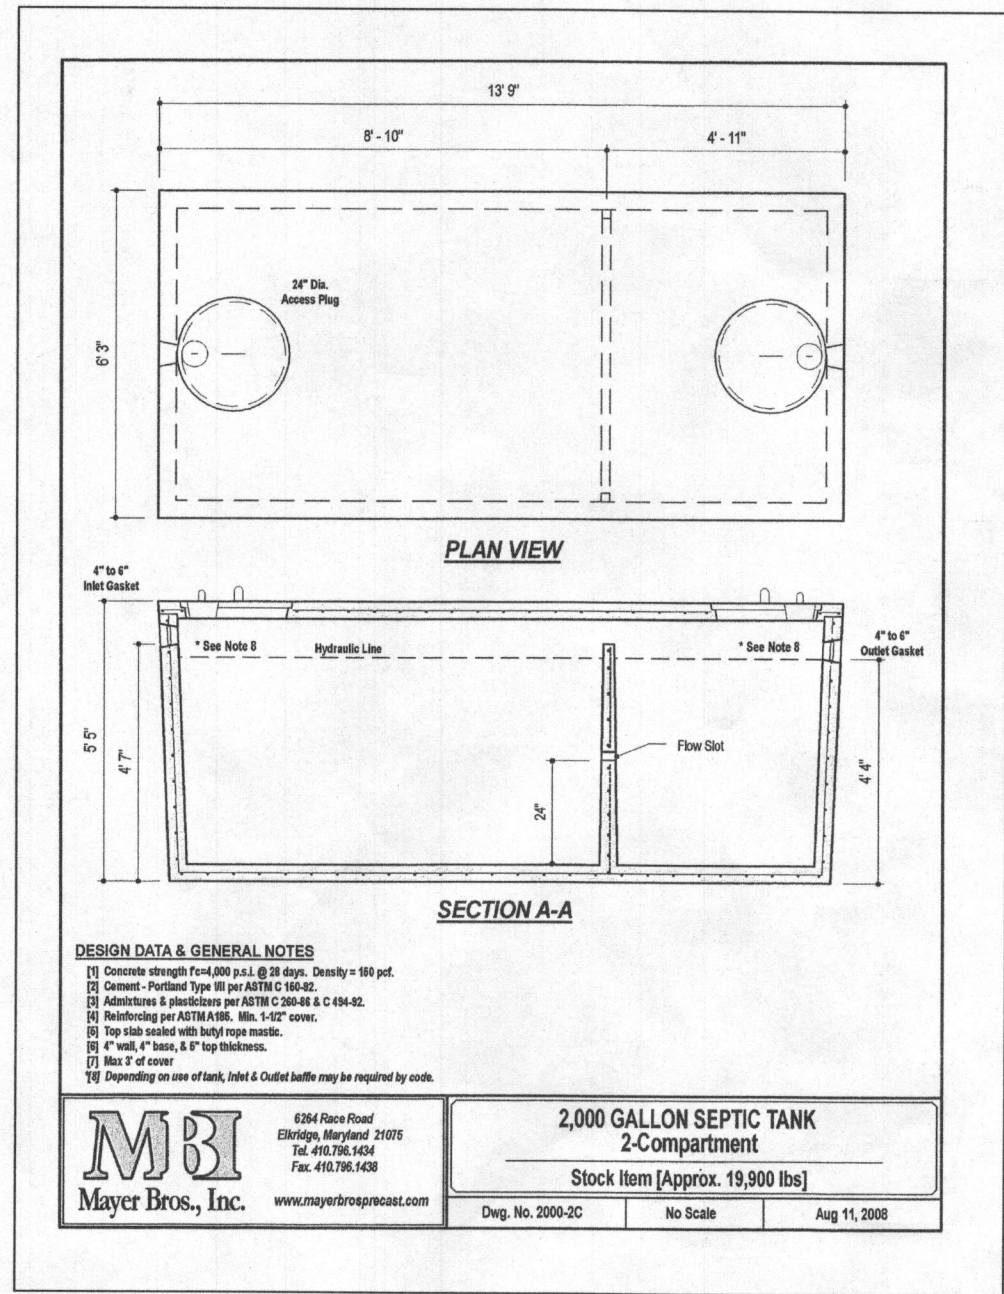 13' 9"
8' - 10"
4' - 11"
6' 3"
24" Dia.
Access Plug
PLAN VIEW
4" to 6"
Inlet Gasket
* See Note 8
Hydraulic Line
* See Note 8
4" to 6"
Outlet Gasket
5' 5"
4' 7"
Flow Slot
24"
4' 4"
SECTION A-A
DESIGN DATA & GENERAL NOTES
[1] Concrete strength f'c=4,000 p.s.i. @ 28 days. Density = 150 pcf.
[2] Cement - Portland Type I/II per ASTM C 150-92.
[3] Admixtures & plasticizers per ASTM C 260-86 & C 494-92.
[4] Reinforcing per ASTM A185. Min. 1-1/2" cover.
[5] Top slab sealed with butyl rope mastic.
[6] 4" wall, 4" base, & 5" top thickness.
[7] Max 3' of cover
*[8] Depending on use of tank, Inlet & Outlet baffle may be required by code.
MBI
Mayer Bros., Inc.
6264 Race Road
Elkridge, Maryland 21075
Tel. 410.796.1434
Fax. 410.796.1438
www.mayerbrosprecast.com
2,000 GALLON SEPTIC TANK
2-Compartment
Stock Item [Approx. 19,900 lbs]
Dwg. No. 2000-2C
No Scale
Aug 11, 2008